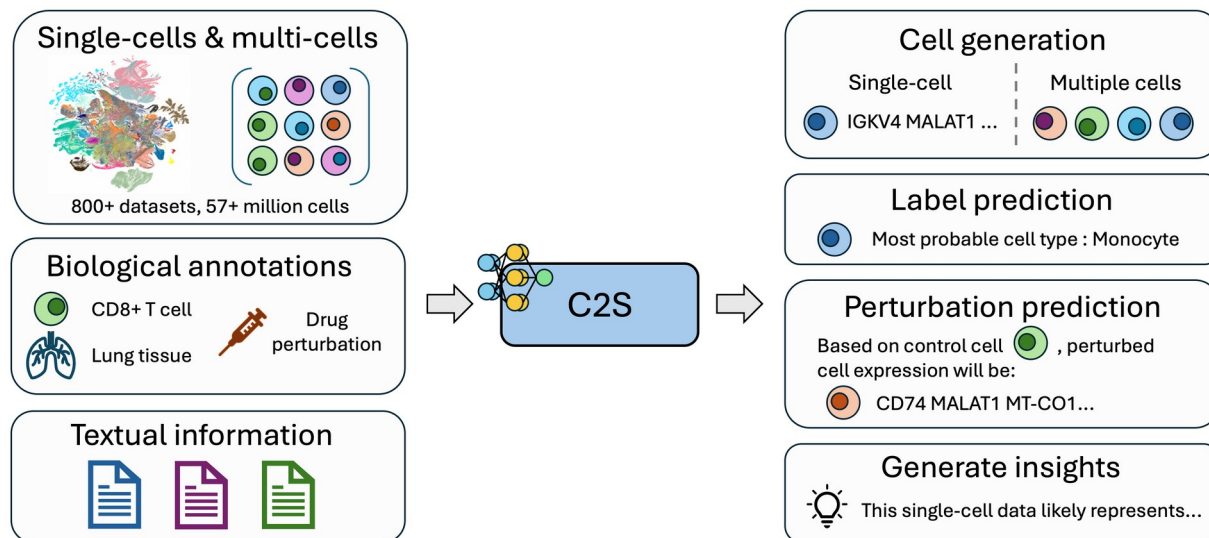 Single-cells & multi-cells
800+ datasets, 57+ million cells
Biological annotations
CD8+ T cell
Lung tissue
Drug
perturbation
Textual information
C2S
Cell generation
Single-cell
Multiple cells
IGKV4 MALAT1 ...
Label prediction
Most probable cell type : Monocyte
Perturbation prediction
Based on control cell , perturbed
cell expression will be:
CD74 MALAT1 MT-CO1...
Generate insights
This single-cell data likely represents...